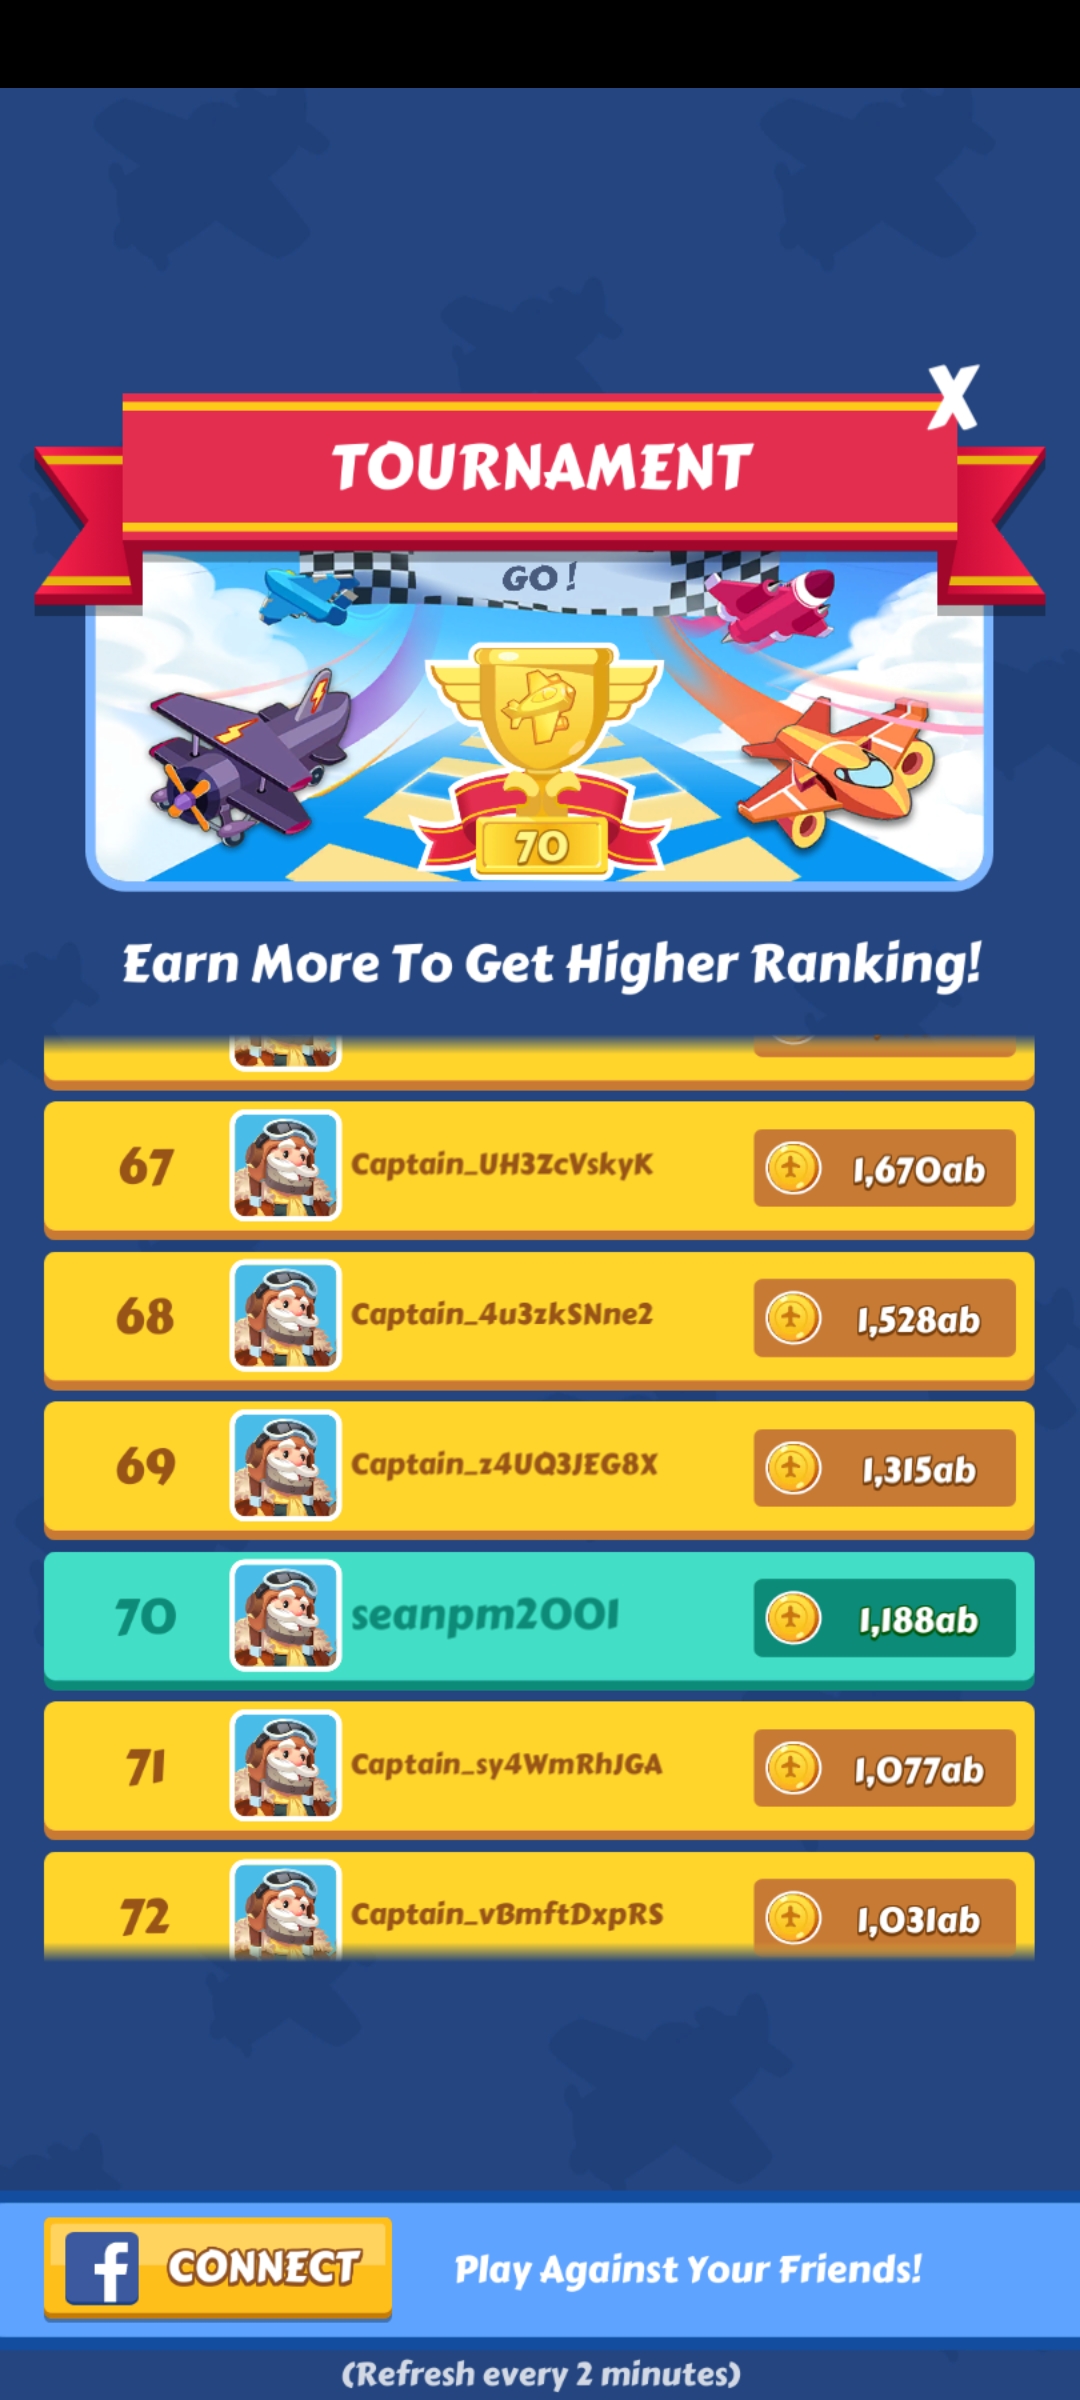 X
TOURNAMENT
GO!
70
Earn More To Get Higher Ranking!
67 Captain_UH3ZcVskyK 1,670ab
68 Captain_4u3zkSNne2 1,528ab
69 Captain_z4UQ3JEG8X 1,315ab
70 seanpm2001 1,188ab
71 Captain_sy4WmRhJGA 1,077ab
72 Captain_vBmftDxpRS 1,031ab
f CONNECT Play Against Your Friends!
(Refresh every 2 minutes)